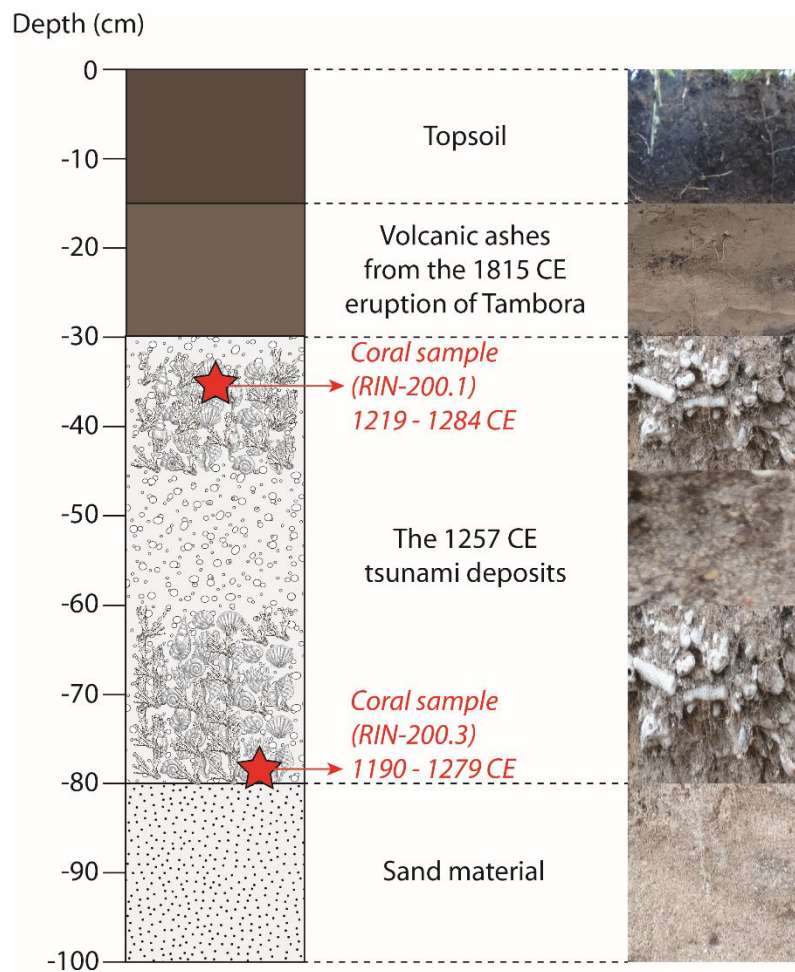 Depth (cm)
0
Topsoil
-10
-20
Volcanic ashes
from the 1815 CE
eruption of Tambora
-30
Coral sample
(RIN-200.1)
1219 - 1284 CE
-40
-50
The 1257 CE
tsunami deposits
-60
-70
Coral sample
(RIN-200.3)
1190 - 1279 CE
-80
-90
Sand material
-100